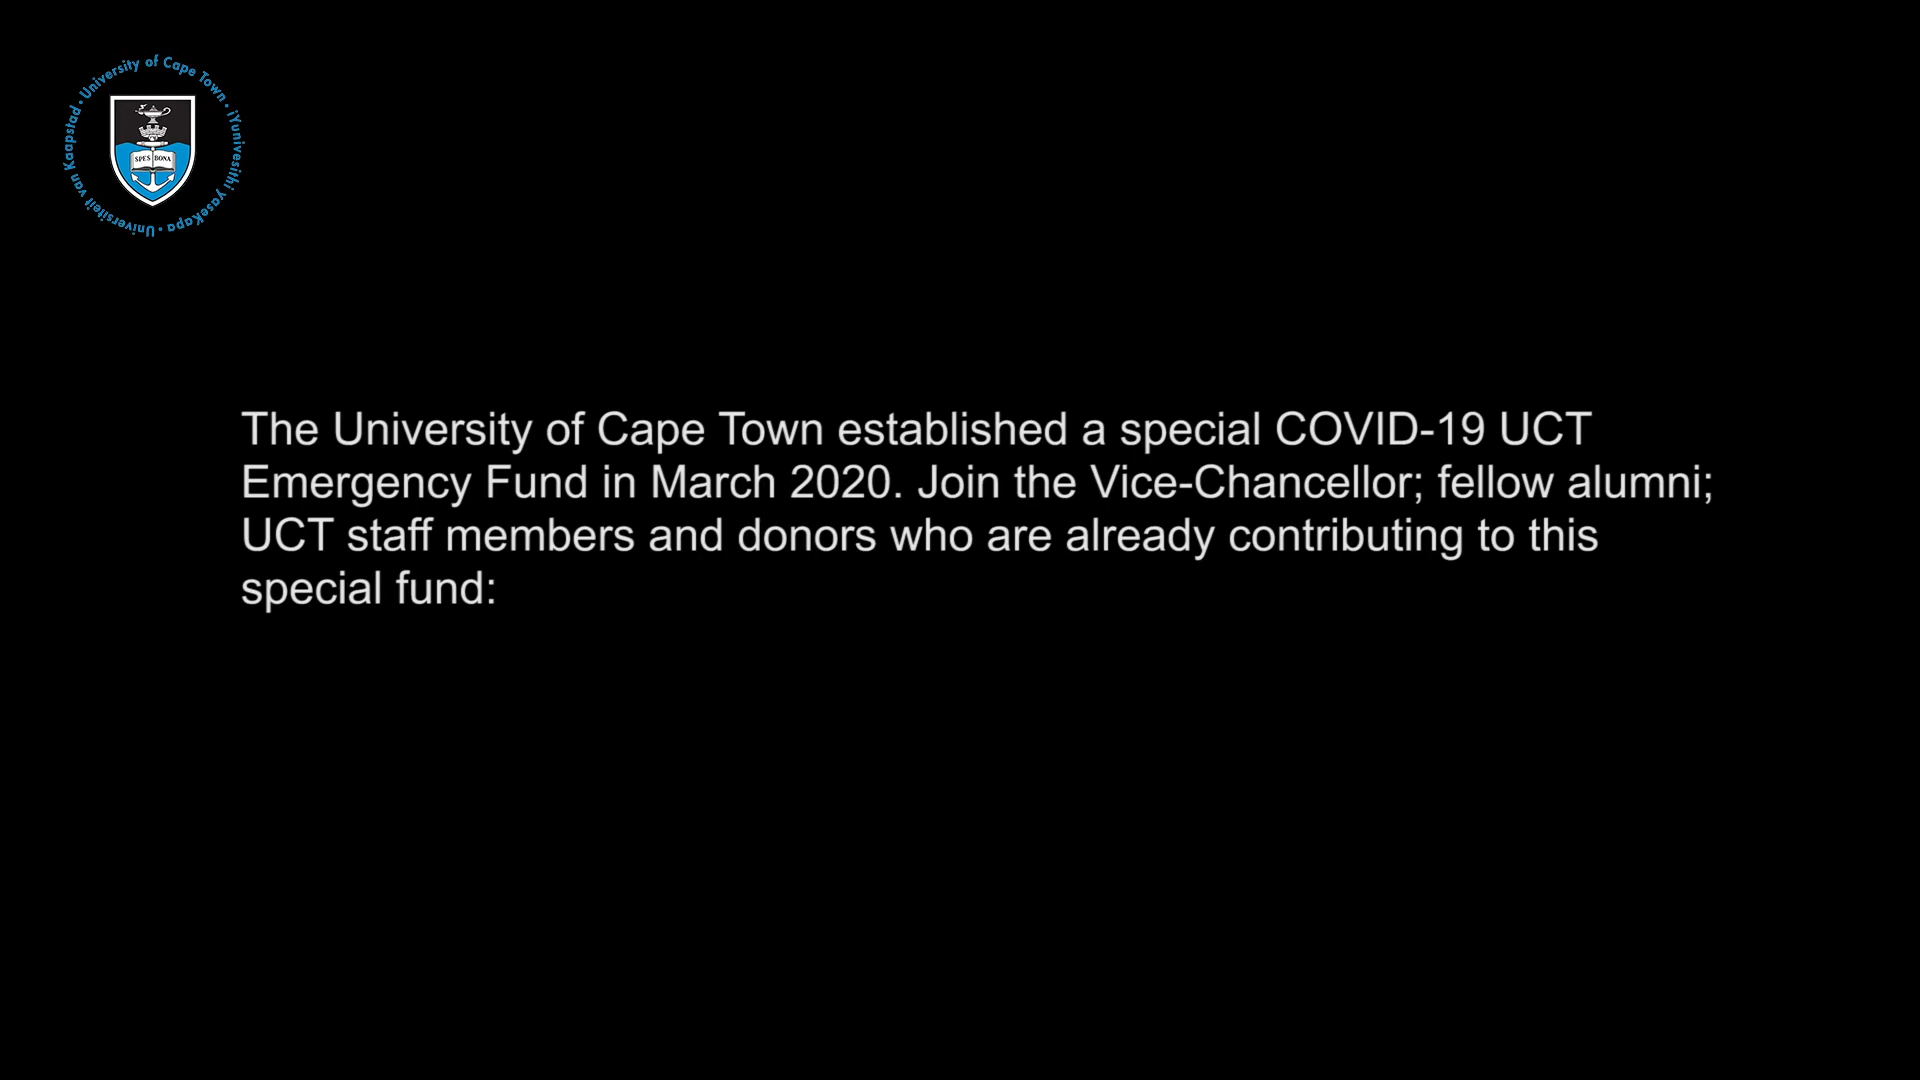 University of Cape Town • iYunivesithi yaseKapa • Universiteit van Kaapstad •
SPES BONA
The University of Cape Town established a special COVID-19 UCT
Emergency Fund in March 2020. Join the Vice-Chancellor; fellow alumni;
UCT staff members and donors who are already contributing to this
special fund: